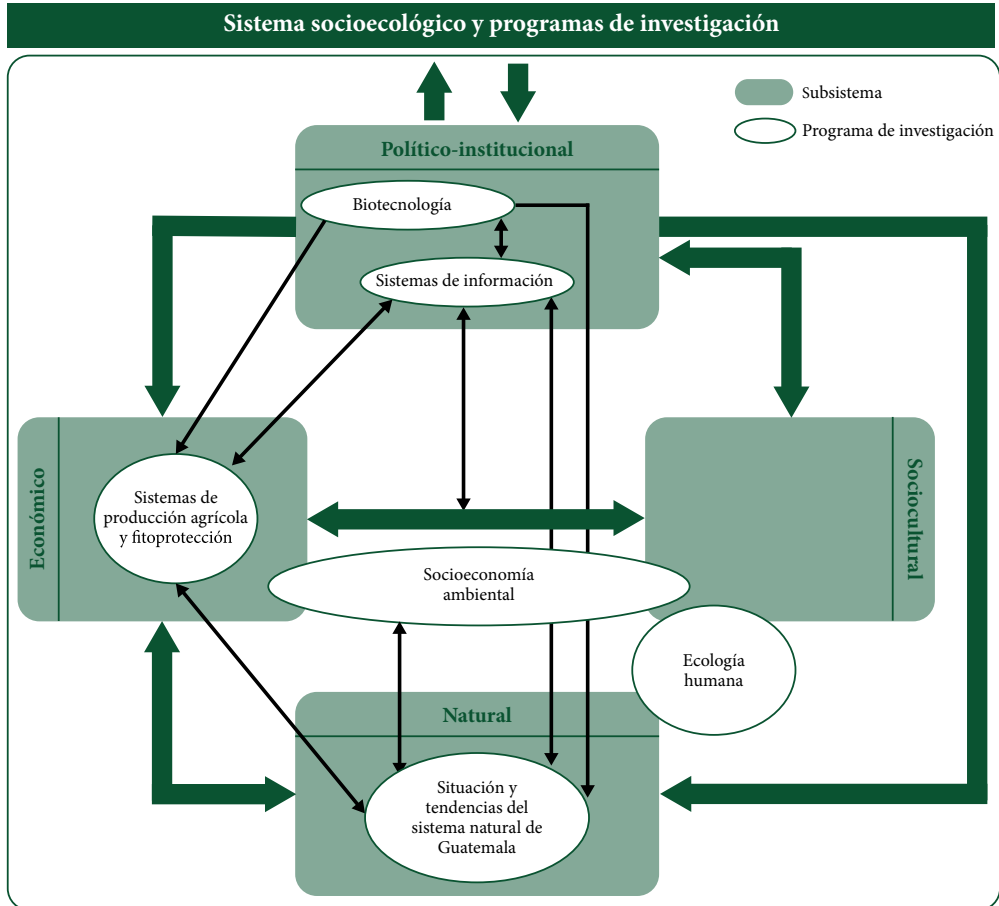 Sistema socioecológico y programas de investigación
Subsistema
Programa de investigación
Político-institucional
Biotecnología
Sistemas de información
Económico
Sistemas de
producción agrícola
y fitoprotección
Sociocultural
Socioeconomía
ambiental
Ecología
humana
Natural
Situación y
tendencias del
sistema natural de
Guatemala